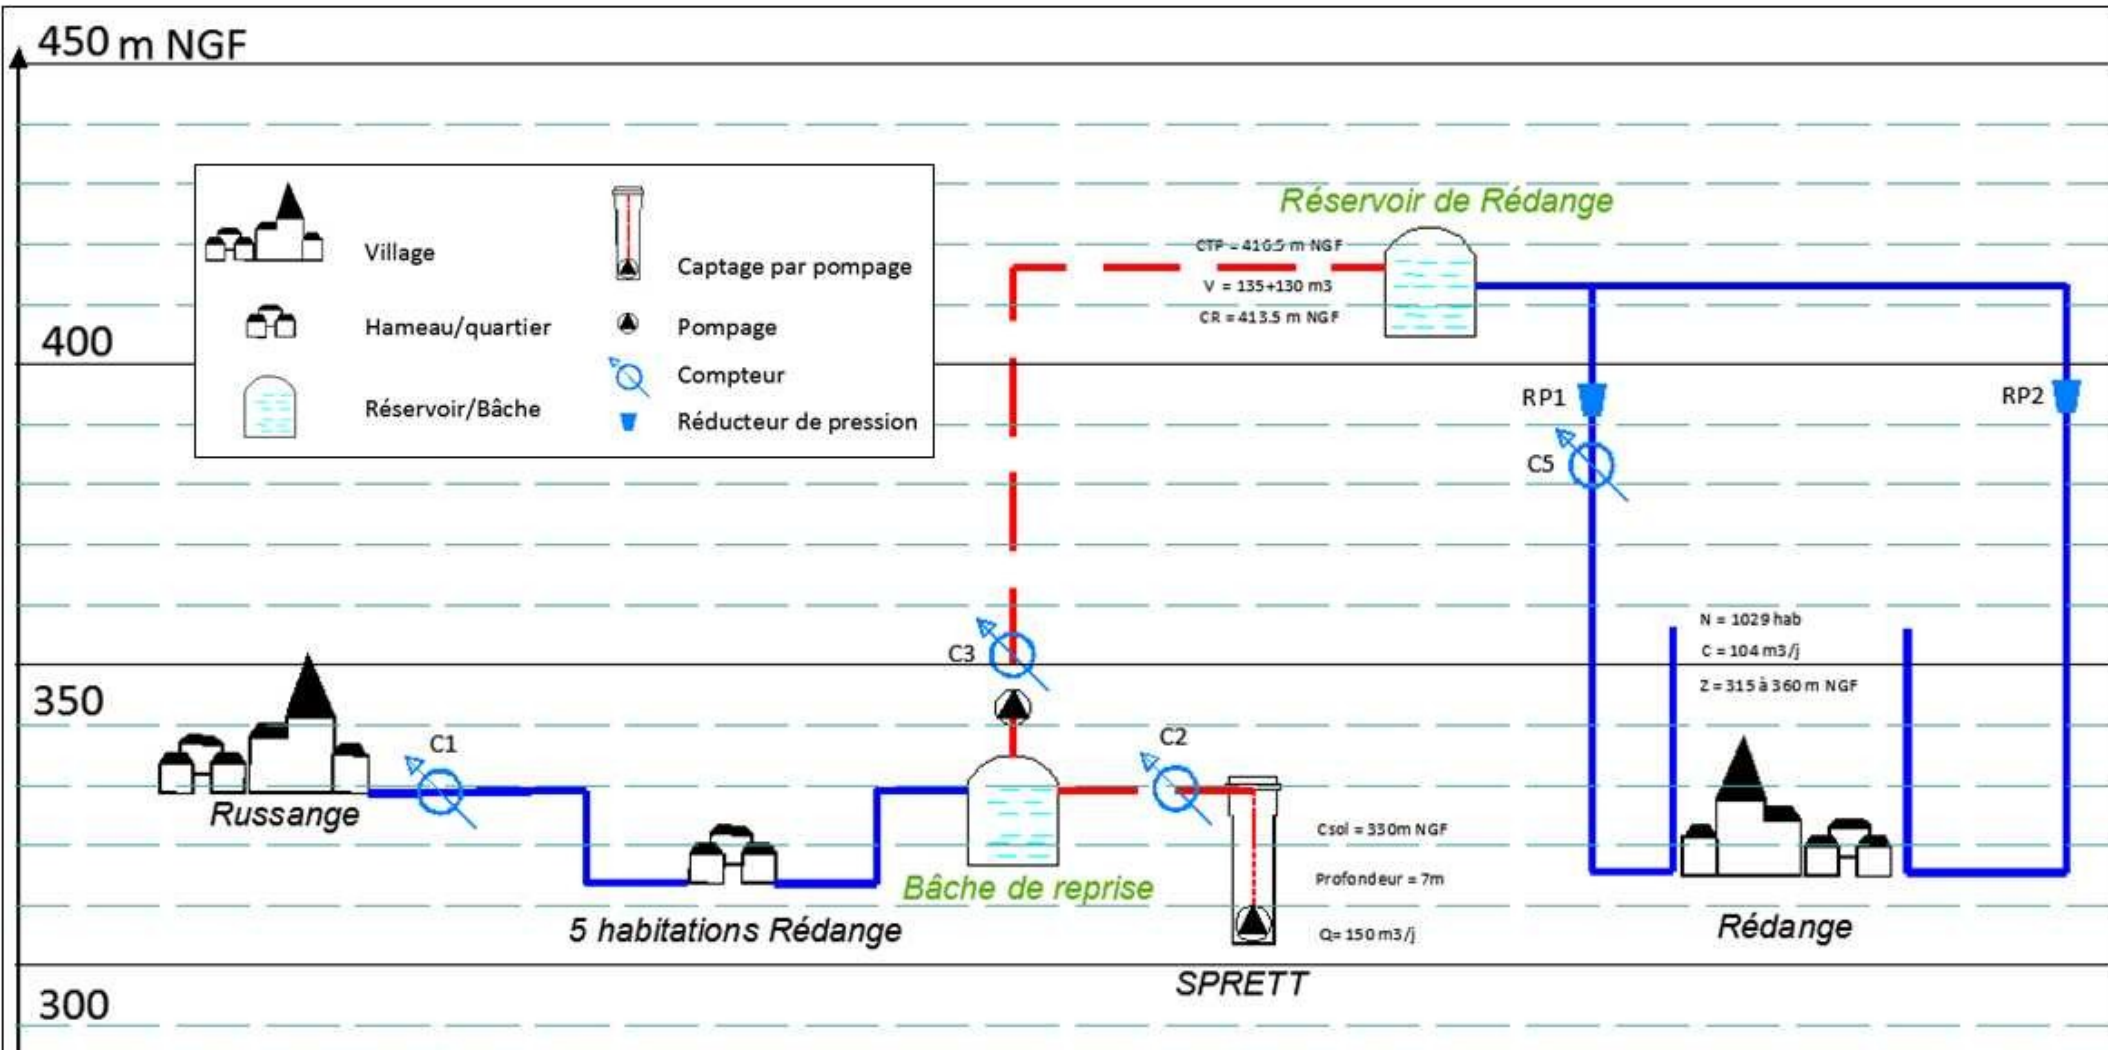 450 m NGF
Réservoir de Rédange
CTP = 416.5 m NGF
V = 135+130 m3
CR = 413.5 m NGF
Village
Captage par pompage
Hameau/quartier
Pompage
Compteur
Réservoir/Bâche
Réducteur de pression
400
RP1
RP2
C5
C3
N = 1029 hab
C = 104 m3/j
Z = 315 à 360 m NGF
350
C1
C2
Russange
Csol = 330m NGF
Profondeur = 7m
Q= 150 m3/j
Bâche de reprise
5 habitations Rédange
Rédange
SPRETT
300